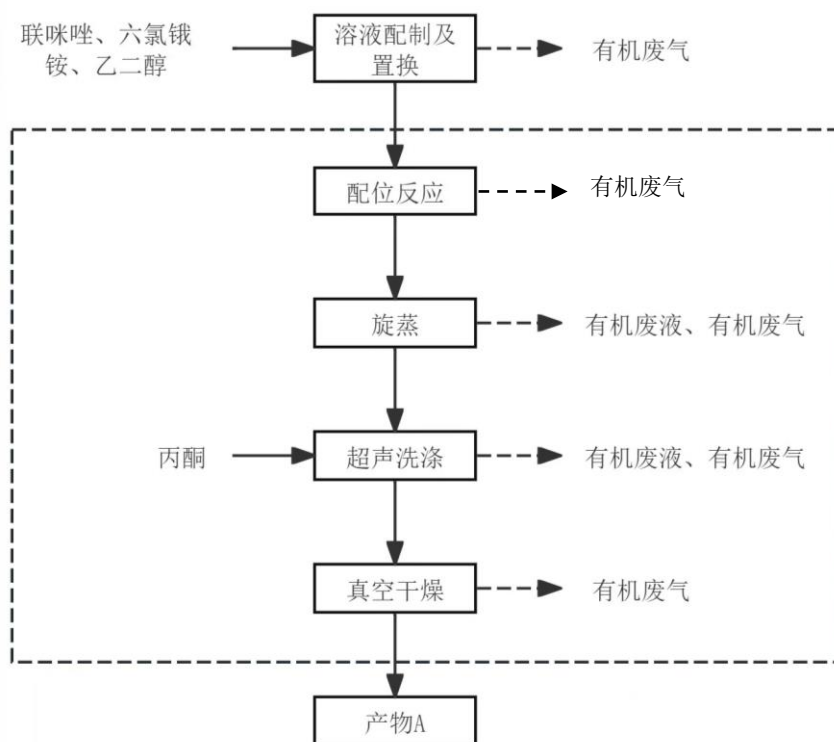 联咪唑、六氯锇
铵、乙二醇
溶液配制及
置换
有机废气
配位反应
有机废气
旋蒸
有机废液、有机废气
丙酮
超声洗涤
有机废液、有机废气
真空干燥
有机废气
产物A